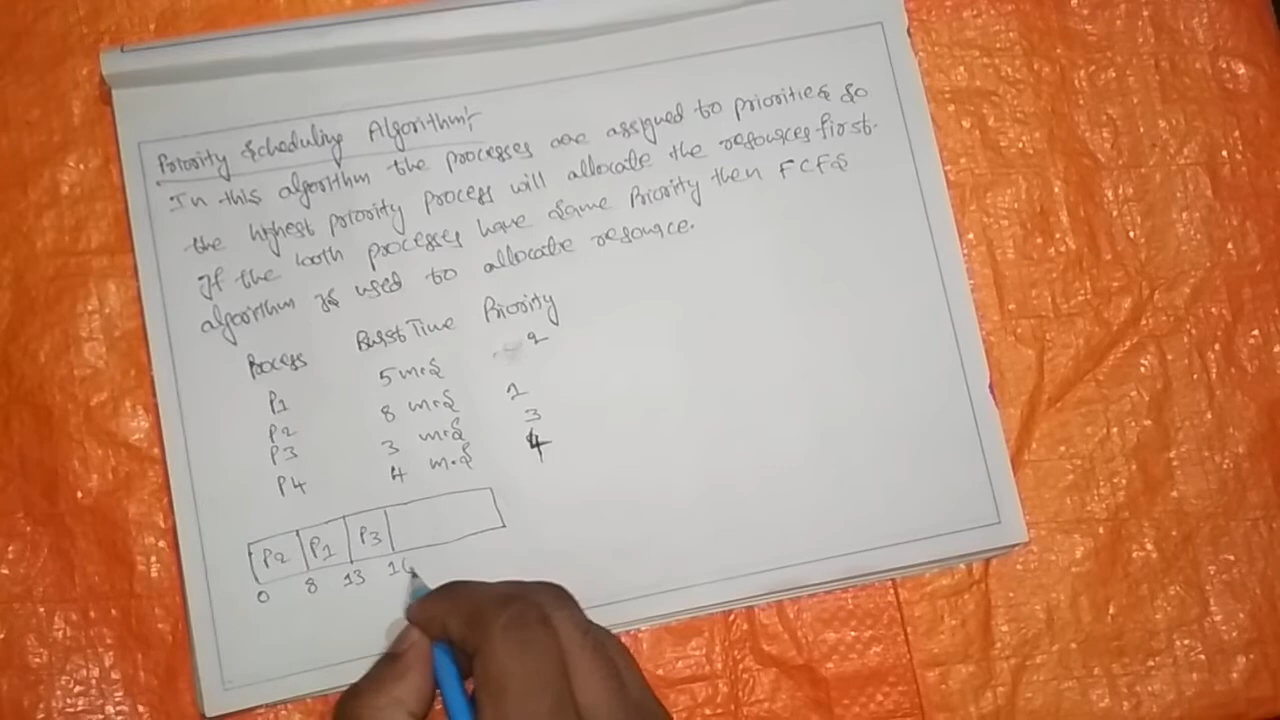 Priority Scheduling Algorithm:
In this algorithm the processes are assigned to priorities so
the highest priority process will allocate the resources first.
If the both processes have same Priority then FCFS
algorithm is used to allocate resource.
Process Burst Time Priority
P1 5 m.s 2
P2 8 m.s 1
P3 3 m.s 3
P4 4 m.s 4
P2 P1 P3
0 8 13 16